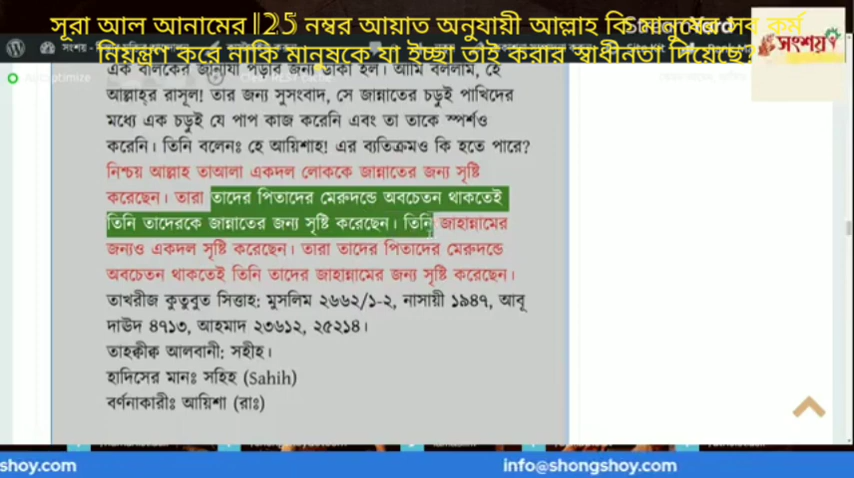 সূরা আল আনামের 125 নম্বর আয়াত অনুযায়ী আল্লাহ কি মানুষের সব কর্ম
নিয়ন্ত্রণ করে নাকি মানুষকে যা ইচ্ছা তাই করার স্বাধীনতা দিয়েছে?
সংশয়
এক বালকের জানাযা পড়ার জন্য ডাকা হল। আমি বললাম, হে
আল্লাহ্‌র রাসূল! তার জন্য সুসংবাদ, সে জান্নাতের চড়ুই পাখিদের
মধ্যে এক চড়ুই যে পাপ কাজ করেনি এবং তা তাকে স্পর্শও
করেনি। তিনি বলেনঃ হে আয়িশাহ! এর ব্যতিক্রমও কি হতে পারে?
নিশ্চয় আল্লাহ তাআলা একদল লোককে জান্নাতের জন্য সৃষ্টি
করেছেন। তারা তাদের পিতাদের মেরুদন্ডে অবচেতন থাকতেই
তিনি তাদেরকে জান্নাতের জন্য সৃষ্টি করেছেন। তিনি জাহান্নামের
জন্যও একদল সৃষ্টি করেছেন। তারা তাদের পিতাদের মেরুদন্ডে
অবচেতন থাকতেই তিনি তাদের জাহান্নামের জন্য সৃষ্টি করেছেন।
তাখরীজ কুতুবুত সিত্তাহ: মুসলিম ২৬৬২/১-২, নাসায়ী ১৯৪৭, আবূ
দাউদ ৪৭১৩, আহমাদ ২৩৬১২, ২৫২১৪।
তাহক্বীক্ব আলবানী: সহীহ।
হাদিসের মানঃ সহিহ (Sahih)
বর্ণনাকারীঃ আয়িশা (রাঃ)
shoy.com
info@shongshoy.com